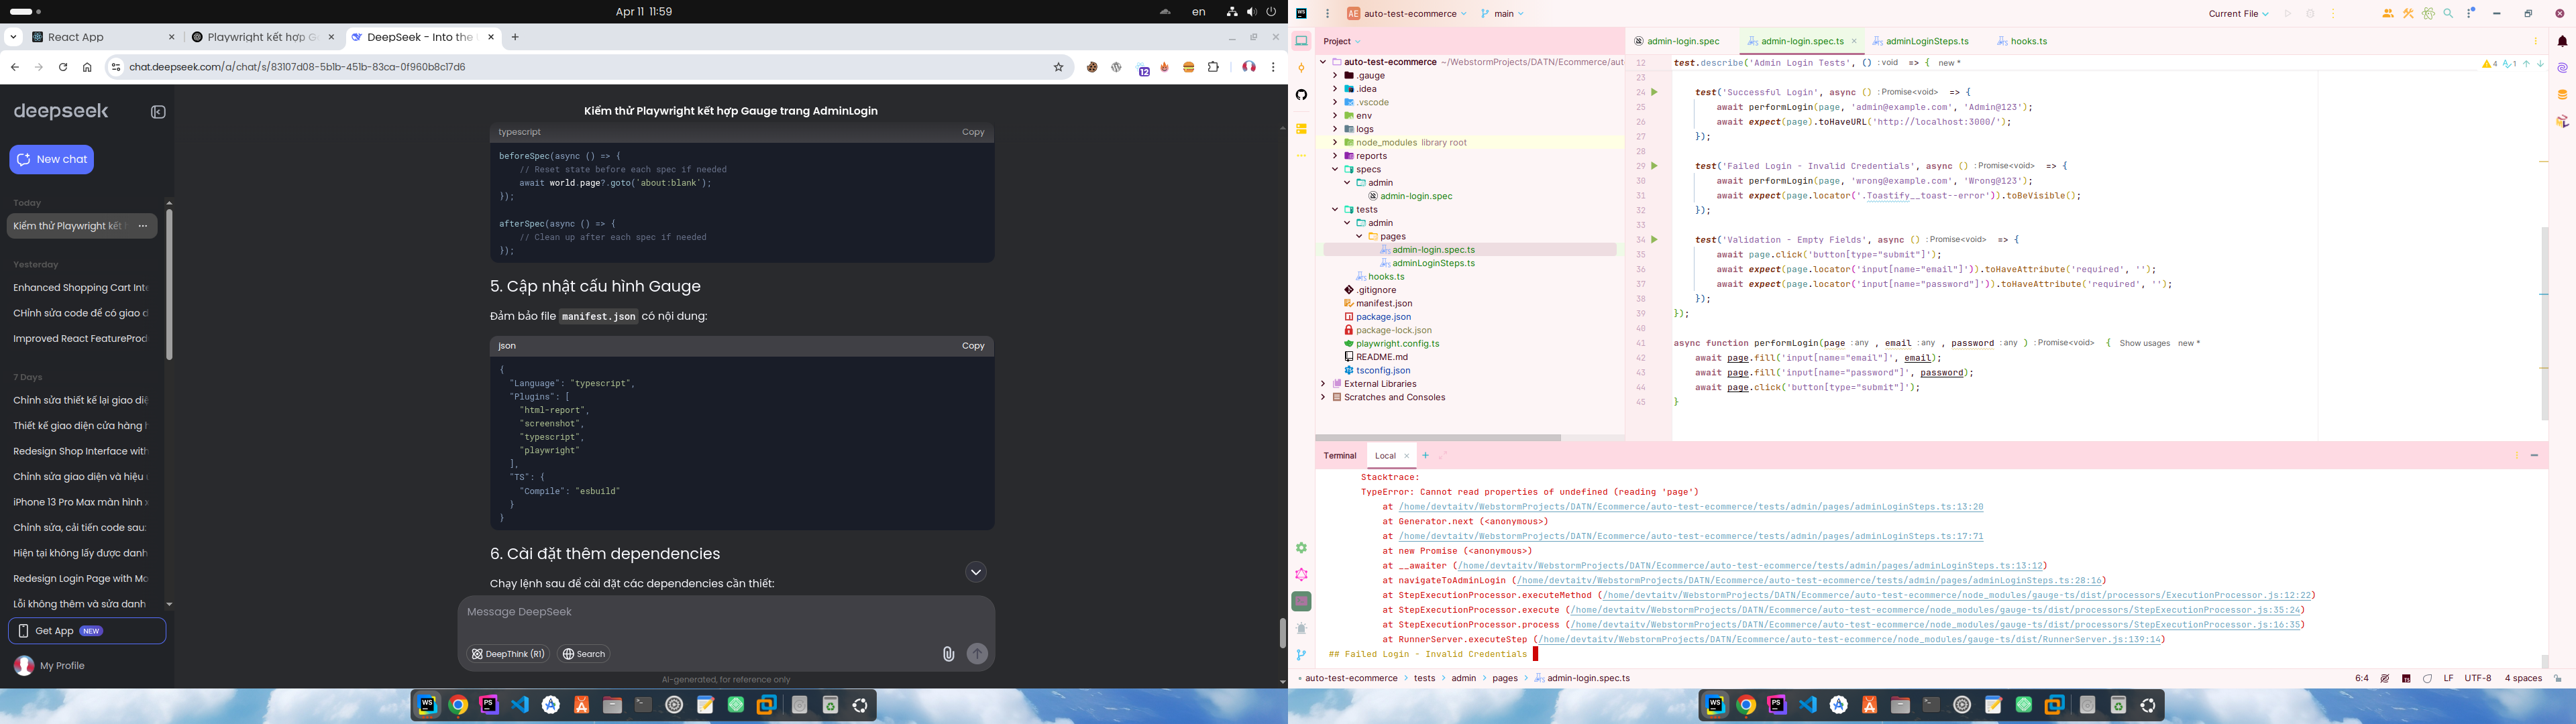 Apr 11 11:59
en
React App
Playwright kết hợp G
DeepSeek - Into the
chat.deepseek.com/a/chat/s/83107d08-5b1b-451b-83ca-0f960b8c17d6
12
deepseek
New chat
Today
Kiểm thử Playwright kết
Yesterday
Enhanced Shopping Cart Inte
CHỉnh sửa code để có giao d
Improved React FeatureProd
7 Days
Chỉnh sửa thiết kế lại giao diệ
Thiết kế giao diện cửa hàng h
Redesign Shop Interface with
Chỉnh sửa giao diện và hiệu
iPhone 13 Pro Max màn hình x
Chỉnh sửa, cải tiến code sau:
Hiện tại không lấy được danh
Redesign Login Page with Mo
Lỗi không thêm và sửa danh
Get App NEW
My Profile
Kiểm thử Playwright kết hợp Gauge trang AdminLogin
typescript Copy
beforeSpec(async () => {
// Reset state before each spec if needed
await world.page?.goto('about:blank');
});
afterSpec(async () => {
// Clean up after each spec if needed
});
5. Cập nhật cấu hình Gauge
Đảm bảo file manifest.json có nội dung:
json Copy
{
"Language": "typescript",
"Plugins": [
"html-report",
"screenshot",
"typescript",
"playwright"
],
"TS": {
"Compile": "esbuild"
}
}
6. Cài đặt thêm dependencies
Chạy lệnh sau để cài đặt các dependencies cần thiết:
Message DeepSeek
DeepThink (R1) Search
AI-generated, for reference only
WS AE auto-test-ecommerce main Current File
Project
auto-test-ecommerce ~/WebstormProjects/DATN/Ecommerce/aut
.gauge
.idea
.vscode
env
logs
node_modules library root
reports
specs
admin
admin-login.spec
tests
admin
pages
admin-login.spec.ts
adminLoginSteps.ts
hooks.ts
.gitignore
manifest.json
package.json
package-lock.json
playwright.config.ts
README.md
tsconfig.json
External Libraries
Scratches and Consoles
admin-login.spec admin-login.spec.ts adminLoginSteps.ts hooks.ts
12 test.describe('Admin Login Tests', () : void => { new * 4 1
23
24 test('Successful Login', async () : Promise<void> => {
25 await performLogin(page, 'admin@example.com', 'Admin@123');
26 await expect(page).toHaveURL('http://localhost:3000/');
27 });
28
29 test('Failed Login - Invalid Credentials', async () : Promise<void> => {
30 await performLogin(page, 'wrong@example.com', 'Wrong@123');
31 await expect(page.locator('.Toastify__toast--error')).toBeVisible();
32 });
33
34 test('Validation - Empty Fields', async () : Promise<void> => {
35 await page.click('button[type="submit"]');
36 await expect(page.locator('input[name="email"]')).toHaveAttribute('required', '');
37 await expect(page.locator('input[name="password"]')).toHaveAttribute('required', '');
38 });
39 });
40
41 async function performLogin(page : any , email : any , password : any ) : Promise<void> { Show usages new *
42 await page.fill('input[name="email"]', email);
43 await page.fill('input[name="password"]', password);
44 await page.click('button[type="submit"]');
45 }
Terminal Local
Stacktrace:
TypeError: Cannot read properties of undefined (reading 'page')
at /home/devtaitv/WebstormProjects/DATN/Ecommerce/auto-test-ecommerce/tests/admin/pages/adminLoginSteps.ts:13:20
at Generator.next (<anonymous>)
at /home/devtaitv/WebstormProjects/DATN/Ecommerce/auto-test-ecommerce/tests/admin/pages/adminLoginSteps.ts:17:71
at new Promise (<anonymous>)
at __awaiter (/home/devtaitv/WebstormProjects/DATN/Ecommerce/auto-test-ecommerce/tests/admin/pages/adminLoginSteps.ts:13:12)
at navigateToAdminLogin (/home/devtaitv/WebstormProjects/DATN/Ecommerce/auto-test-ecommerce/tests/admin/pages/adminLoginSteps.ts:28:16)
at StepExecutionProcessor.executeMethod (/home/devtaitv/WebstormProjects/DATN/Ecommerce/auto-test-ecommerce/node_modules/gauge-ts/dist/processors/ExecutionProcessor.js:12:22)
at StepExecutionProcessor.execute (/home/devtaitv/WebstormProjects/DATN/Ecommerce/auto-test-ecommerce/node_modules/gauge-ts/dist/processors/StepExecutionProcessor.js:35:24)
at StepExecutionProcessor.process (/home/devtaitv/WebstormProjects/DATN/Ecommerce/auto-test-ecommerce/node_modules/gauge-ts/dist/processors/StepExecutionProcessor.js:16:35)
at RunnerServer.executeStep (/home/devtaitv/WebstormProjects/DATN/Ecommerce/auto-test-ecommerce/node_modules/gauge-ts/dist/RunnerServer.js:139:14)
## Failed Login - Invalid Credentials
auto-test-ecommerce > tests > admin > pages > admin-login.spec.ts 6:4 LF UTF-8 4 spaces